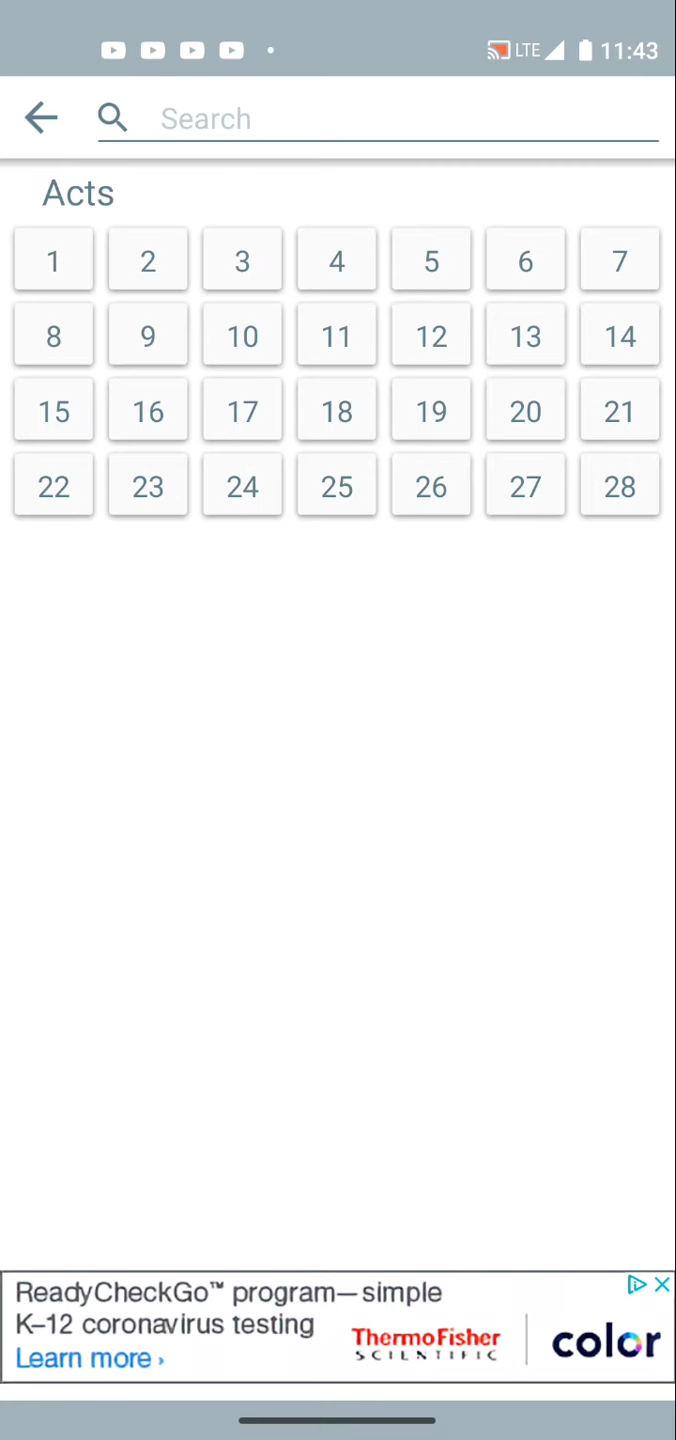 LTE 11:43
Search
Acts
1 2 3 4 5 6 7
8 9 10 11 12 13 14
15 16 17 18 19 20 21
22 23 24 25 26 27 28
ReadyCheckGo™ program—simple
K–12 coronavirus testing
Learn more ›
ThermoFisher
SCIENTIFIC
color